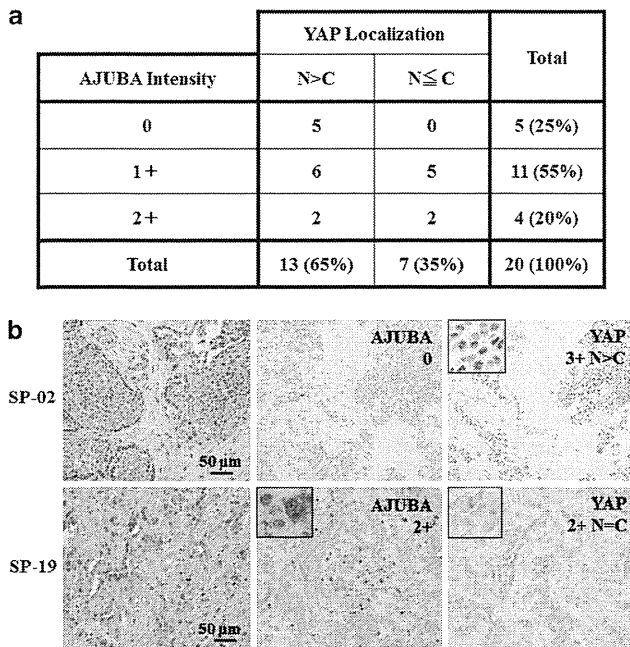 a
YAP Localization
Total
AJUBA Intensity
N>C
N≦C
0
5
0
5 (25%)
1+
6
5
11 (55%)
2+
2
2
4 (20%)
Total
13 (65%)
7 (35%)
20 (100%)
b
SP-02
50 μm
AJUBA
0
YAP
3+ N>C
SP-19
50 μm
AJUBA
2+
YAP
2+ N=C